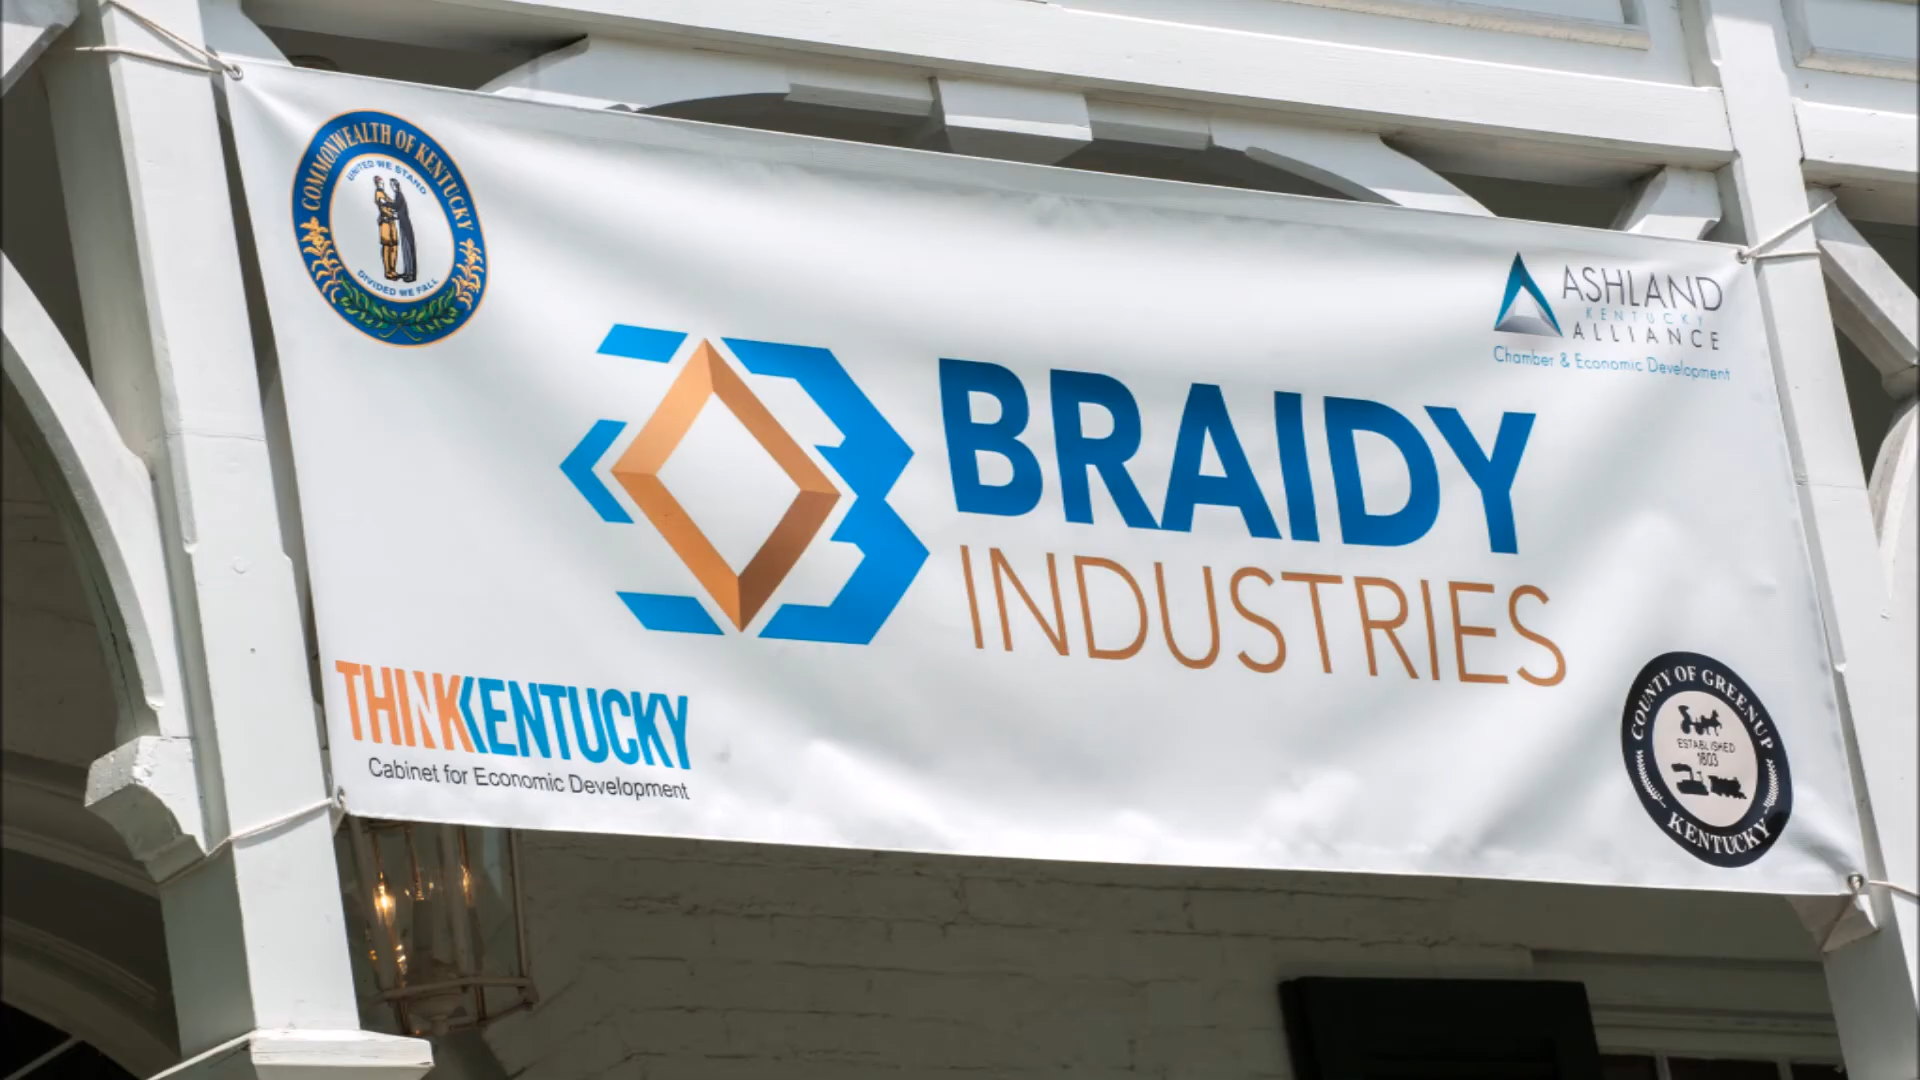 COMMONWEALTH OF KENTUCKY
UNITED WE STAND
DIVIDED WE FALL
ASHLAND
KENTUCKY
ALLIANCE
Chamber & Economic Development
BRAIDY
INDUSTRIES
THINKKENTUCKY
Cabinet for Economic Development
COUNTY OF GREENUP
ESTABLISHED
1803
KENTUCKY